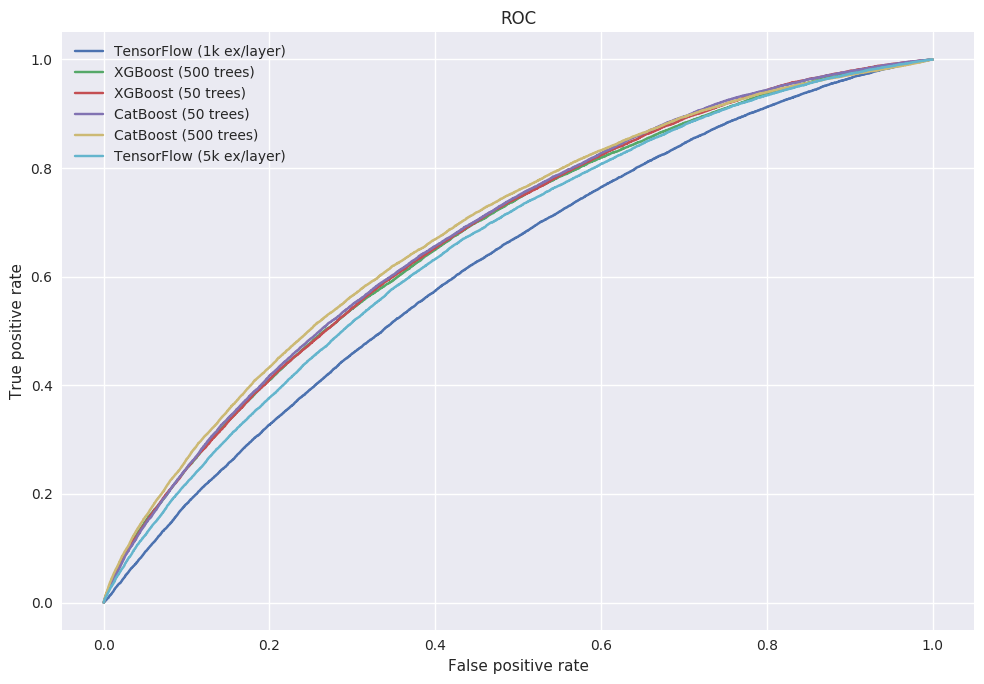 ROC
TensorFlow (1k ex/layer)
XGBoost (500 trees)
XGBoost (50 trees)
CatBoost (50 trees)
CatBoost (500 trees)
TensorFlow (5k ex/layer)
1.0
0.8
0.6
0.4
0.2
0.0
True positive rate
0.0 0.2 0.4 0.6 0.8 1.0
False positive rate